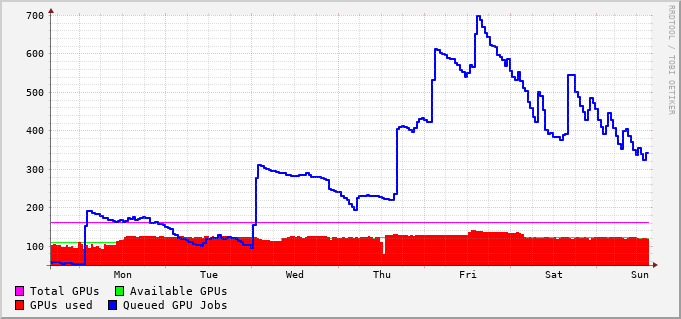 700
600
500
400
300
200
100
Mon Tue Wed Thu Fri Sat Sun
Total GPUs Available GPUs
GPUs used Queued GPU Jobs
RRDTOOL / TOBI OETIKER